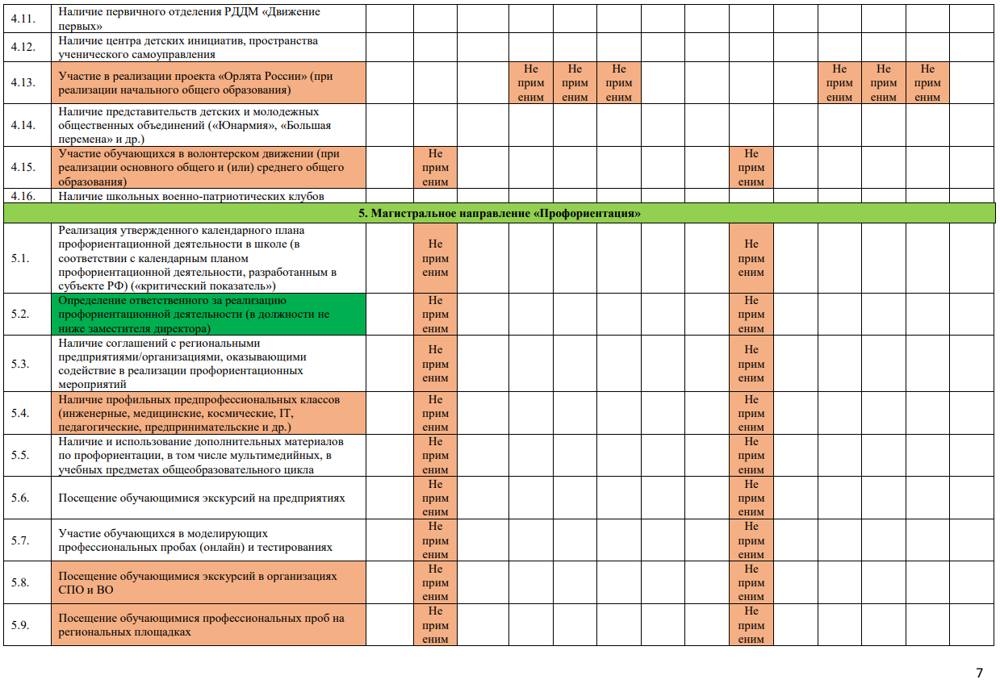 4.11.
Наличие первичного отделения РДДМ «Движение
первых»
4.12.
Наличие центра детских инициатив, пространства
ученического самоуправления
4.13.
Участие в реализации проекта «Орлята России» (при
реализации начального общего образования)
Не
прим
еним
Не
прим
еним
Не
прим
еним
Не
прим
еним
Не
прим
еним
Не
прим
еним
4.14.
Наличие представительств детских и молодежных
общественных объединений («Юнармия», «Большая
перемена» и др.)
4.15.
Участие обучающихся в волонтерском движении (при
реализации основного общего и (или) среднего общего
образования)
Не
прим
еним
Не
прим
еним
4.16.
Наличие школьных военно-патриотических клубов
5. Магистральное направление «Профориентация»
5.1.
Реализация утвержденного календарного плана
профориентационной деятельности в школе (в
соответствии с календарным планом
профориентационной деятельности, разработанным в
субъекте РФ) («критический показатель»)
Не
прим
еним
Не
прим
еним
5.2.
Определение ответственного за реализацию
профориентационной деятельности (в должности не
ниже заместителя директора)
Не
прим
еним
Не
прим
еним
5.3.
Наличие соглашений с региональными
предприятиями/организациями, оказывающими
содействие в реализации профориентационных
мероприятий
Не
прим
еним
Не
прим
еним
5.4.
Наличие профильных предпрофессиональных классов
(инженерные, медицинские, космические, IT,
педагогические, предпринимательские и др.)
Не
прим
еним
Не
прим
еним
5.5.
Наличие и использование дополнительных материалов
по профориентации, в том числе мультимедийных, в
учебных предметах общеобразовательного цикла
Не
прим
еним
Не
прим
еним
5.6.
Посещение обучающимися экскурсий на предприятиях
Не
прим
еним
Не
прим
еним
5.7.
Участие обучающихся в моделирующих
профессиональных пробах (онлайн) и тестированиях
Не
прим
еним
Не
прим
еним
5.8.
Посещение обучающимися экскурсий в организациях
СПО и ВО
Не
прим
еним
Не
прим
еним
5.9.
Посещение обучающимися профессиональных проб на
региональных площадках
Не
прим
еним
Не
прим
еним
7